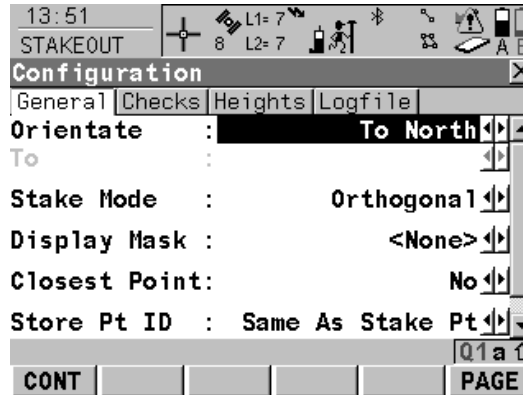 13:51
STAKEOUT
8
L1= 7
L2= 7
A B
Configuration
X
General Checks Heights Logfile
Orientate : To North
To :
Stake Mode : Orthogonal
Display Mask : <None>
Closest Point: No
Store Pt ID : Same As Stake Pt
Q1 a
CONT PAGE